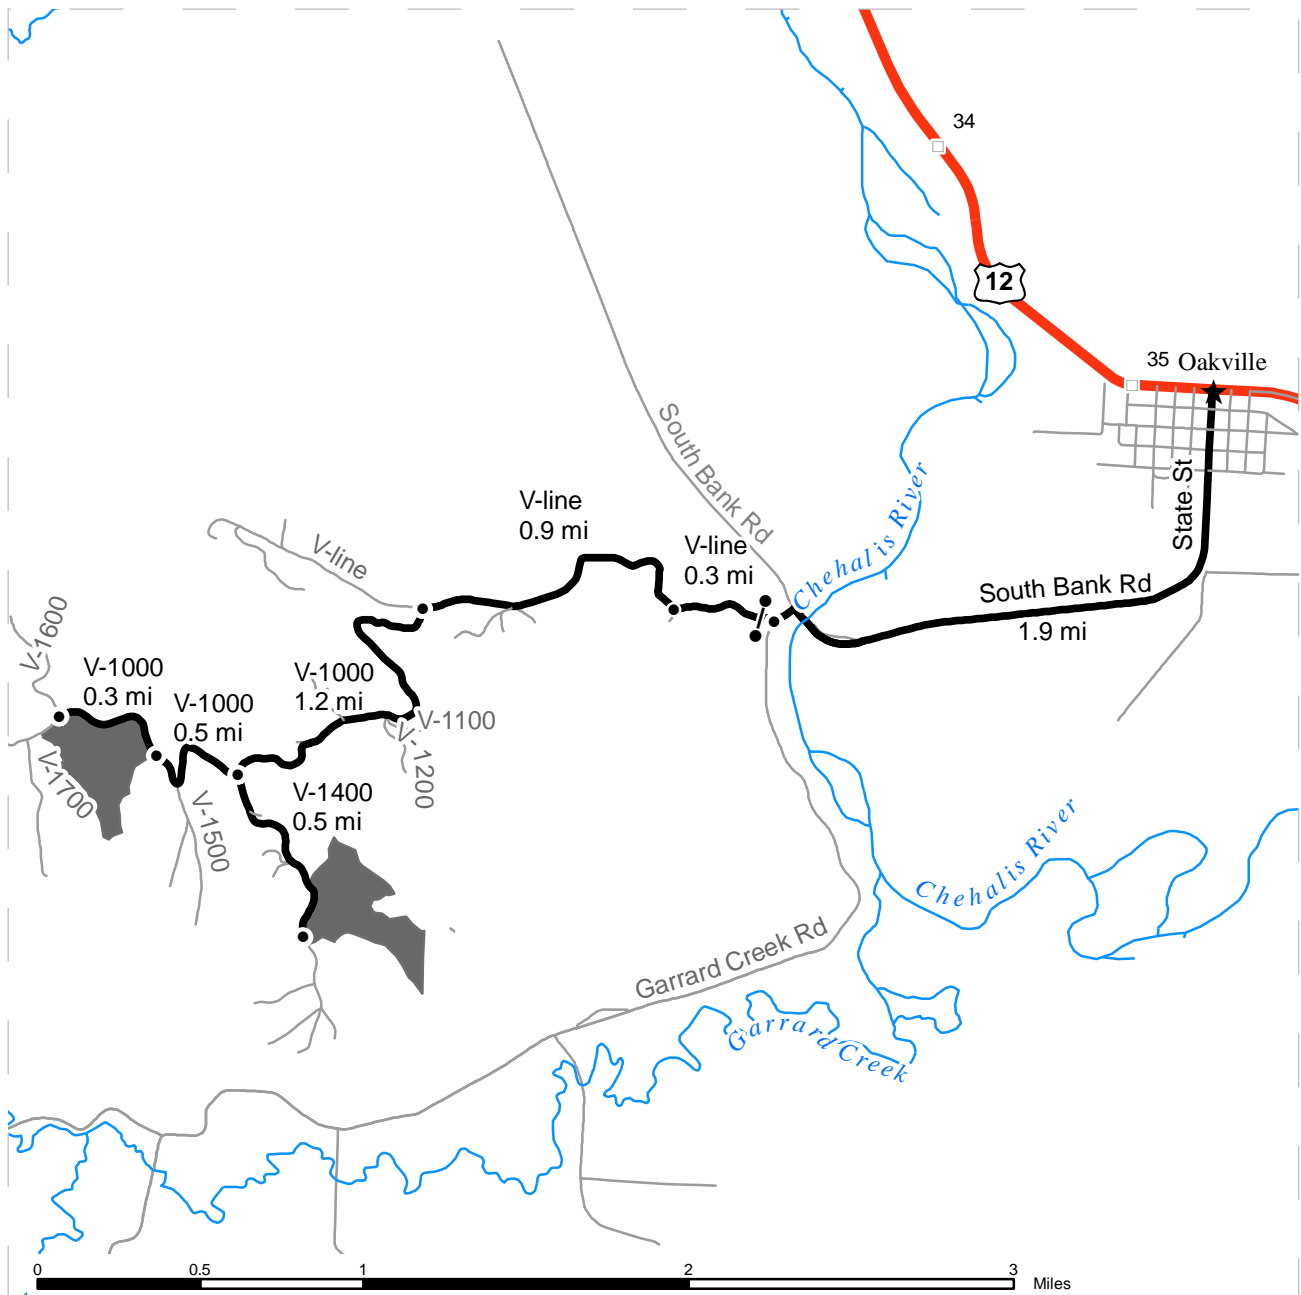 34
12
35 Oakville
State St
South Bank Rd
V-line
0.9 mi
V-line
0.3 mi
V-line
Chehalis River
South Bank Rd
1.9 mi
V-1600
V-1000
0.3 mi
V-1000
0.5 mi
V-1000
1.2 mi
V-1100
V-1200
V-1700
V-1500
V-1400
0.5 mi
Chehalis River
Garrard Creek Rd
Garrard Creek
0
0.5
1
2
3
Miles